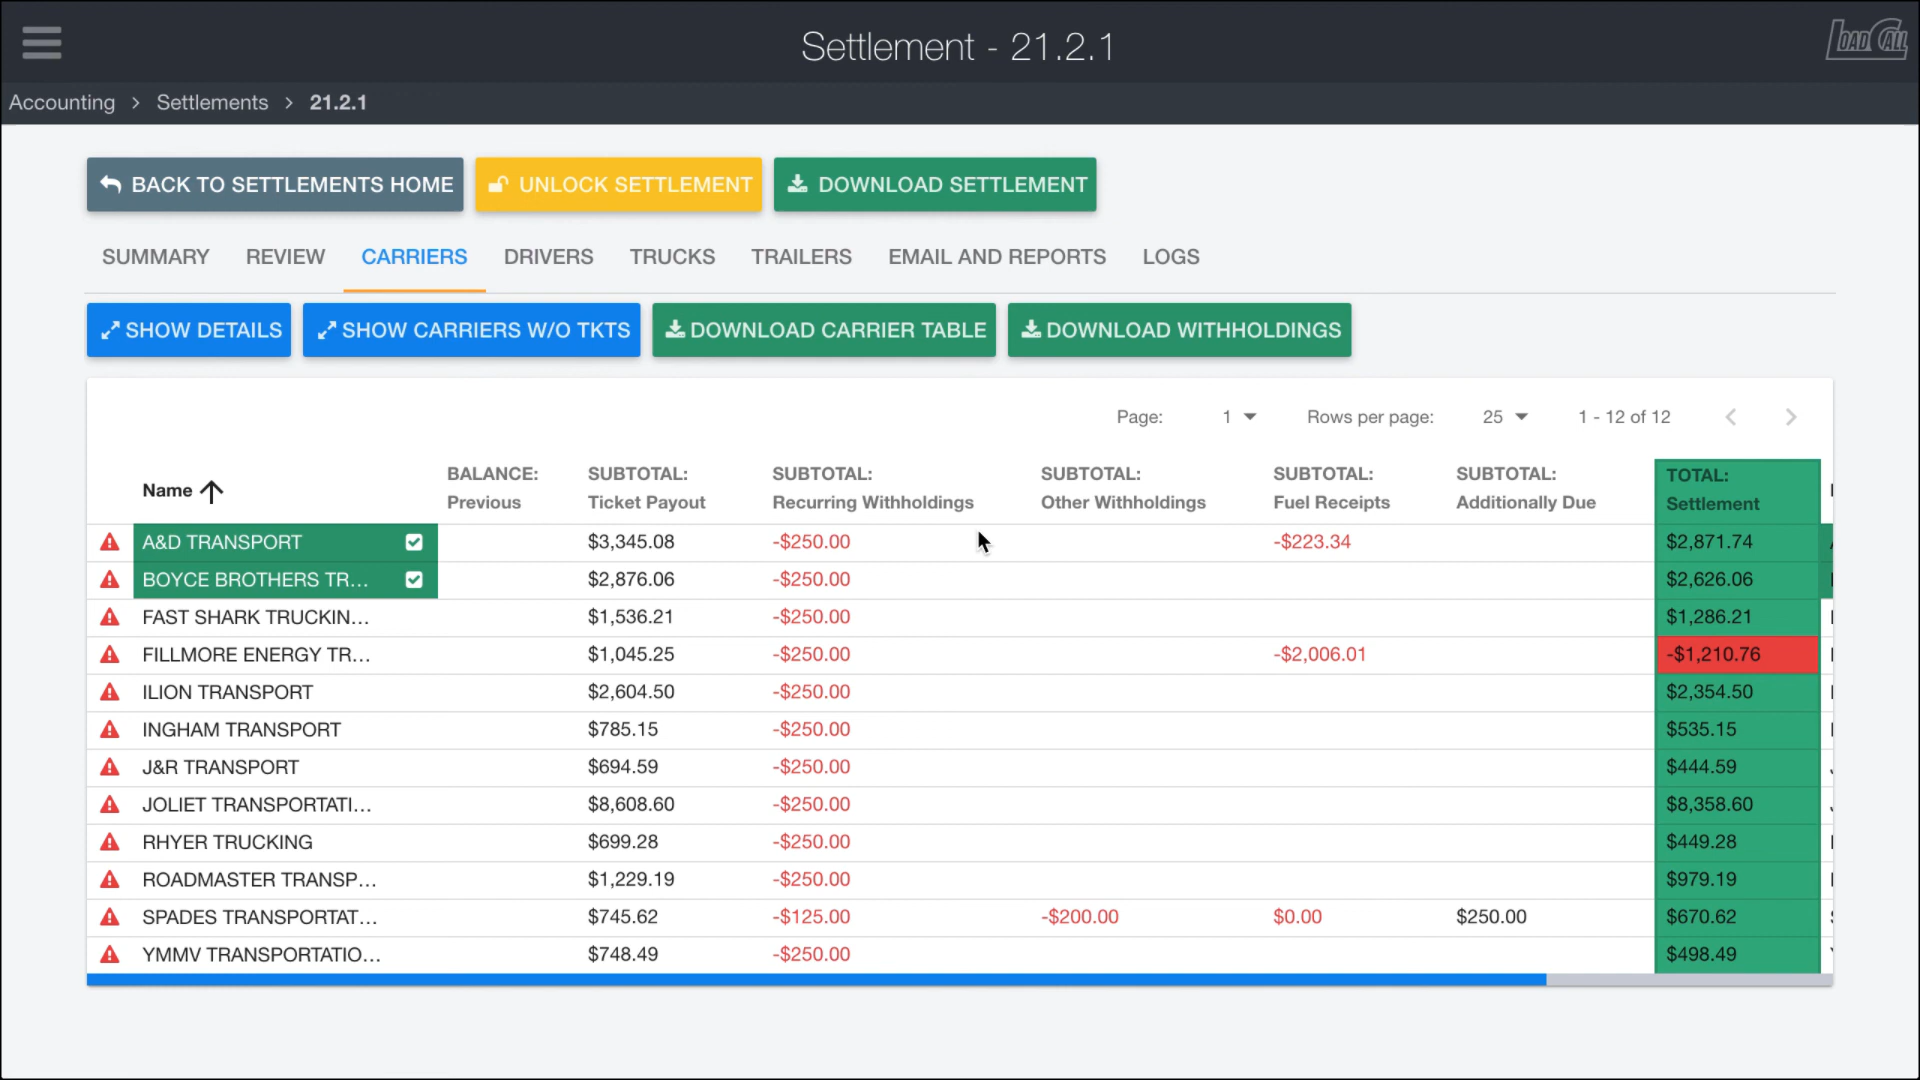 Settlement - 21.2.1
LOAD CALL
Accounting > Settlements > 21.2.1
BACK TO SETTLEMENTS HOME UNLOCK SETTLEMENT DOWNLOAD SETTLEMENT
SUMMARY REVIEW CARRIERS DRIVERS TRUCKS TRAILERS EMAIL AND REPORTS LOGS
SHOW DETAILS SHOW CARRIERS W/O TKTS DOWNLOAD CARRIER TABLE DOWNLOAD WITHHOLDINGS
Page: 1 Rows per page: 25 1 - 12 of 12
BALANCE: SUBTOTAL: SUBTOTAL: SUBTOTAL: SUBTOTAL: SUBTOTAL: TOTAL:
Name Previous Ticket Payout Recurring Withholdings Other Withholdings Fuel Receipts Additionally Due Settlement
A&D TRANSPORT $3,345.08 -$250.00 -$223.34 $2,871.74
BOYCE BROTHERS TR... $2,876.06 -$250.00 $2,626.06
FAST SHARK TRUCKIN... $1,536.21 -$250.00 $1,286.21
FILLMORE ENERGY TR... $1,045.25 -$250.00 -$2,006.01 -$1,210.76
ILION TRANSPORT $2,604.50 -$250.00 $2,354.50
INGHAM TRANSPORT $785.15 -$250.00 $535.15
J&R TRANSPORT $694.59 -$250.00 $444.59
JOLIET TRANSPORTATI... $8,608.60 -$250.00 $8,358.60
RHYER TRUCKING $699.28 -$250.00 $449.28
ROADMASTER TRANSP... $1,229.19 -$250.00 $979.19
SPADES TRANSPORTAT... $745.62 -$125.00 -$200.00 $0.00 $250.00 $670.62
YMMV TRANSPORTATIO... $748.49 -$250.00 $498.49